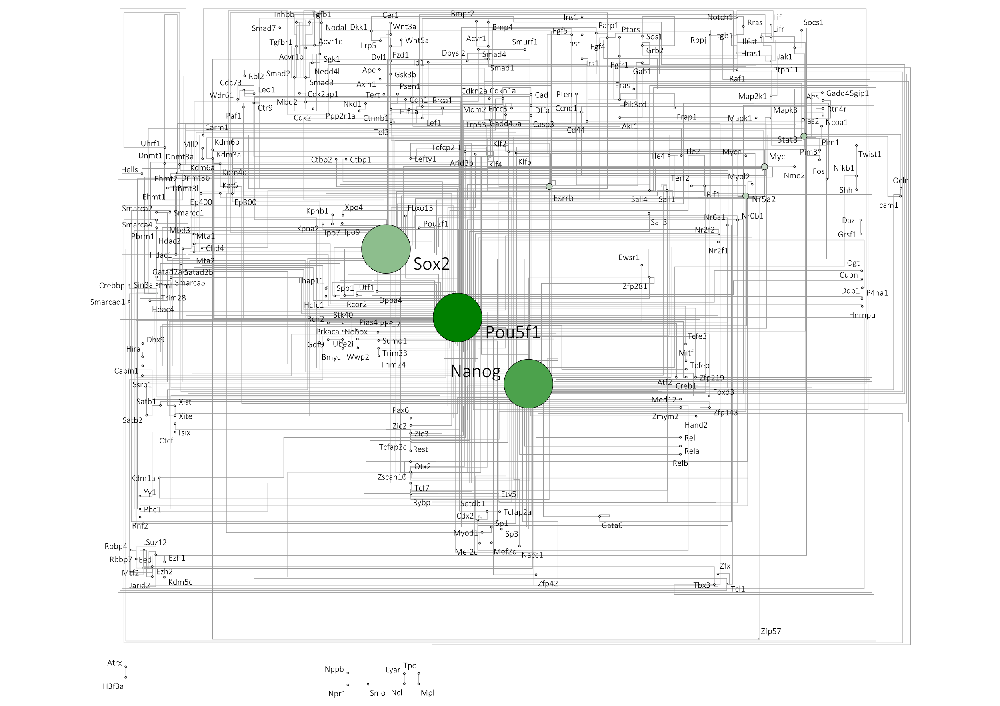 Inhbb
Tgfb1
Cer1
Bmpr2
Ins1
Notch1
Lif
Rras
Socs1
Smad7
Nodal
Dkk1
Wnt3a
Bmp4
Fgf5
Parp1
Ptprs
Lifr
Tgfbr1
Acvr1c
Lrp5
Wnt5a
Acvr1
Smurf1
Insr
Fgf4
Sos1
Rbpj
Itgb1
Il6st
Acvr1b
Sgk1
Dvl1
Fzd1
Id1
Dpysl2
Smad4
Irs1
Fgfr1
Grb2
Hras1
Jak1
Rbl2
Smad2
Nedd4l
Apc
Gsk3b
Smad1
Gab1
Ptpn11
Cdc73
Leo1
Smad3
Axin1
Psen1
Eras
Raf1
Wdr61
Ctr9
Mbd2
Cdk2ap1
Tert
Cdh1
Brca1
Cdkn2a
Cdkn1a
Cad
Pten
Map2k1
Aes
Gadd45gip1
Paf1
Cdk2
Nkd1
Ppp2r1a
Ctnnb1
Hif1a
Mdm2
Ercc5
Dffa
Ccnd1
Pik3cd
Frap1
Mapk1
Mapk3
Rtn4r
Carm1
Tcf3
Lef1
Trp53
Gadd45a
Casp3
Cd44
Akt1
Pias2
Ncoa1
Uhrf1
Mll2
Kdm6b
Tcfcp2l1
Klf2
Stat3
Pim1
Dnmt1
Dnmt3a
Kdm3a
Ctbp2
Ctbp1
Lefty1
Arid3b
Klf4
Klf5
Tle4
Tle2
Mycn
Myc
Pim3
Twist1
Hells
Kdm6a
Kdm4c
Nfkb1
Ehmt2
Dnmt3b
Terf2
Mybl2
Nme2
Fos
Ocln
Dnmt3l
Kat5
Shh
Ehmt1
Ep400
Ep300
Esrrb
Sall4
Sall1
Rif1
Nr5a2
Icam1
Smarca2
Smarcc1
Kpnb1
Xpo4
Fbxo15
Nr6a1
Nr0b1
Dazl
Smarca4
Mbd3
Kpna2
Ipo7
Ipo9
Pou2f1
Sall3
Nr2f2
Grsf1
Pbrm1
Hdac2
Mta1
Chd4
Nr2f1
Hdac1
Mta2
Sox2
Ewsr1
Ogt
Gatad2a
Gatad2b
Cubn
Crebbp
Sin3a
Pml
Smarca5
Thap11
Spp1
Utf1
Zfp281
Ddb1
P4ha1
Smarcad1
Trim28
Hcfc1
Rcor2
Dppa4
Hdac4
Hnrnpu
Rcn2
Stk40
Pias4
Phf17
Prkaca
Nobox
Pou5f1
Dhx9
Gdf9
Ube2i
Sumo1
Tcfe3
Hira
Bmyc
Wwp2
Trim33
Mitf
Trim24
Tcfeb
Cabin1
Nanog
Ssrp1
Atf2
Creb1
Zfp219
Satb1
Xist
Foxd3
Med12
Satb2
Xite
Pax6
Zfp143
Zmym2
Hand2
Zic2
Zic3
Tsix
Ctcf
Rel
Tcfap2c
Rest
Rela
Relb
Otx2
Kdm1a
Zscan10
Tcf7
Yy1
Etv5
Rybp
Setdb1
Phc1
Cdx2
Tcfap2a
Rnf2
Sp1
Gata6
Myod1
Sp3
Rbbp4
Suz12
Mef2c
Mef2d
Nacc1
Rbbp7
Eed
Ezh1
Mtf2
Ezh2
Zfx
Jarid2
Kdm5c
Zfp42
Tbx3
Tcl1
Zfp57
Atrx
Nppb
Lyar
Tpo
H3f3a
Npr1
Smo
Ncl
Mpl